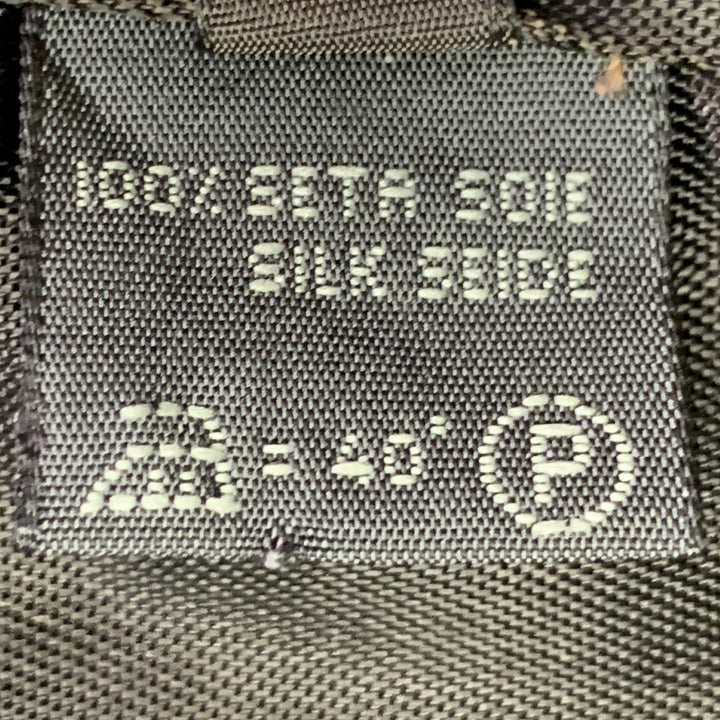 100% SETA SOIE
SILK SEIDE
= 40° P